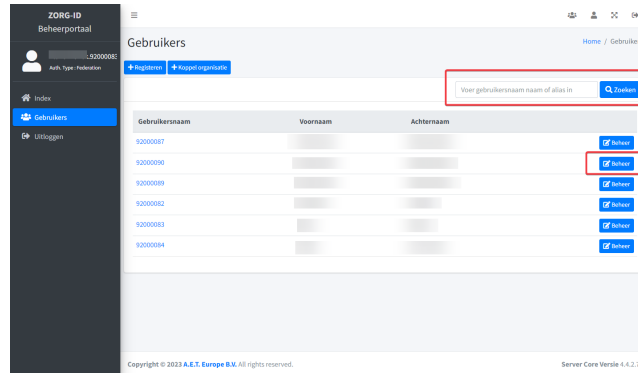 ZORG-ID
Beheerportaal
.92000083
Auth. Type : Federation
Index
Gebruikers
Uitloggen
Gebruikers
Home / Gebruike
+ Registeren
+ Koppel organisatie
Voer gebruikersnaam naam of alias in
Zoeken
Gebruikersnaam Voornaam Achternaam
92000087 Beheer
92000090 Beheer
92000089 Beheer
92000082 Beheer
92000083 Beheer
92000084 Beheer
Copyright © 2023 A.E.T. Europe B.V. All rights reserved.
Server Core Versie 4.4.2.